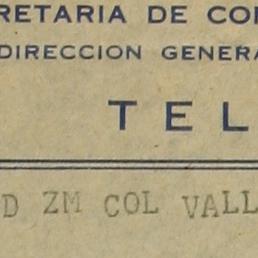 RETARIA DE CO
DIRECCION GENERA
TEL
D ZM COL VALL